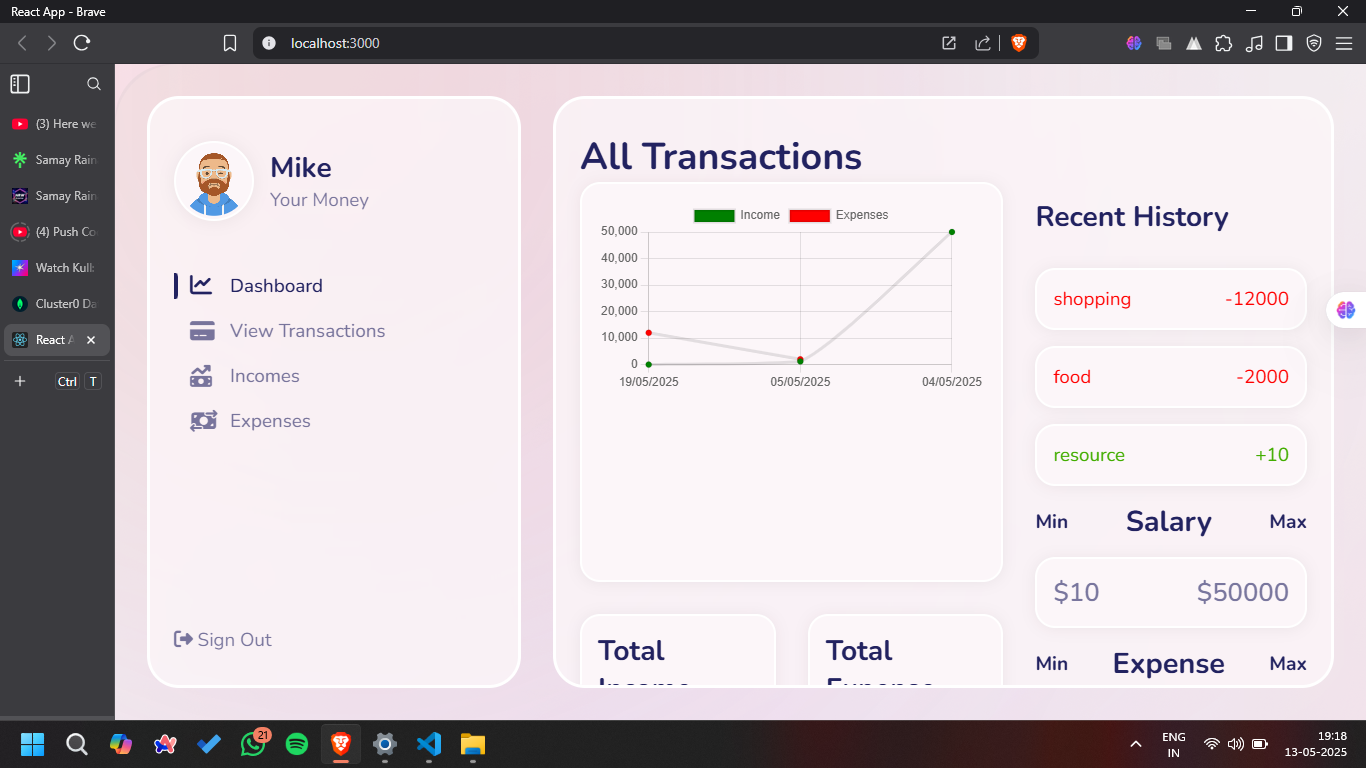 React App - Brave
localhost:3000
(3) Here we
Samay Rain
Samay Rain
(4) Push Co
Watch Kulk
Cluster0 Da
React A
Ctrl T
Mike
Your Money
Dashboard
View Transactions
Incomes
Expenses
Sign Out
All Transactions
Income Expenses
50,000
40,000
30,000
20,000
10,000
0
19/05/2025 05/05/2025 04/05/2025
Total
Income
Total
Expense
Recent History
shopping -12000
food -2000
resource +10
Min Salary Max
$10 $50000
Min Expense Max
21
ENG
IN
19:18
13-05-2025